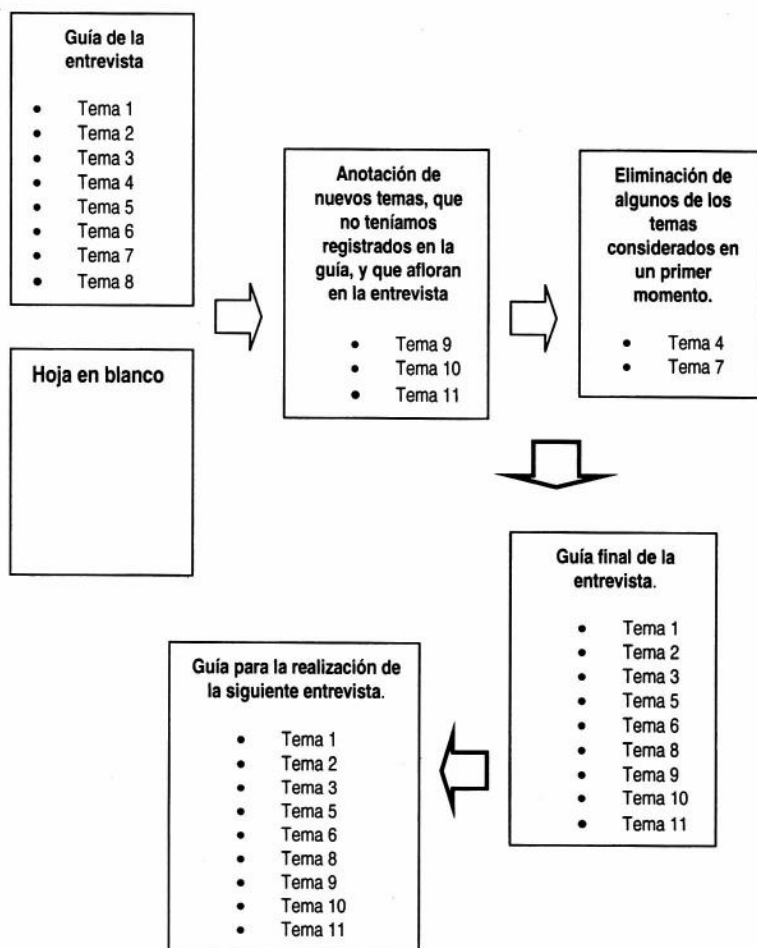 Guía de la
entrevista
• Tema 1
• Tema 2
• Tema 3
• Tema 4
• Tema 5
• Tema 6
• Tema 7
• Tema 8
Hoja en blanco
Anotación de
nuevos temas, que
no teníamos
registrados en la
guía, y que afloran
en la entrevista
• Tema 9
• Tema 10
• Tema 11
Eliminación de
algunos de los
temas
considerados en
un primer
momento.
• Tema 4
• Tema 7
Guía final de la
entrevista.
• Tema 1
• Tema 2
• Tema 3
• Tema 5
• Tema 6
• Tema 8
• Tema 9
• Tema 10
• Tema 11
Guía para la realización de
la siguiente entrevista.
• Tema 1
• Tema 2
• Tema 3
• Tema 5
• Tema 6
• Tema 8
• Tema 9
• Tema 10
• Tema 11